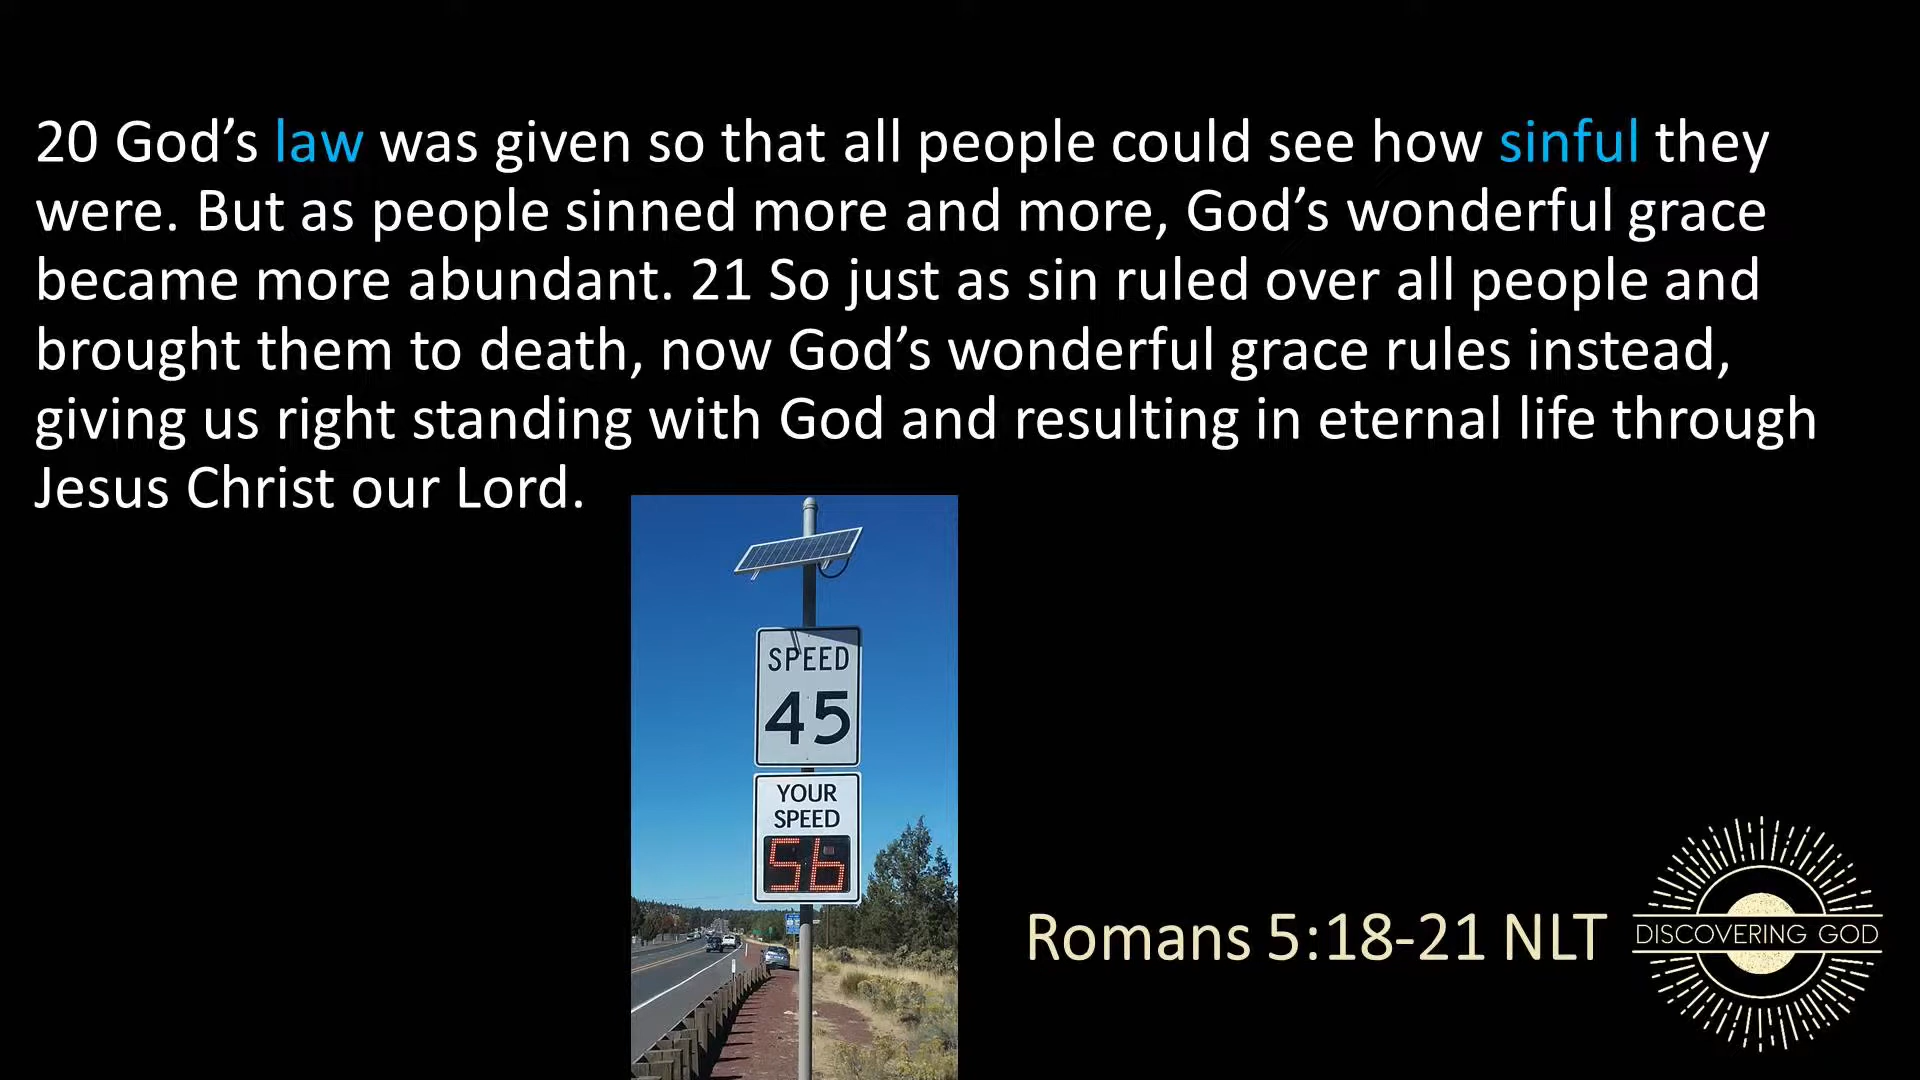 20 God’s law was given so that all people could see how sinful they
were. But as people sinned more and more, God’s wonderful grace
became more abundant. 21 So just as sin ruled over all people and
brought them to death, now God’s wonderful grace rules instead,
giving us right standing with God and resulting in eternal life through
Jesus Christ our Lord.
SPEED
45
YOUR
SPEED
56
Romans 5:18-21 NLT
DISCOVERING GOD